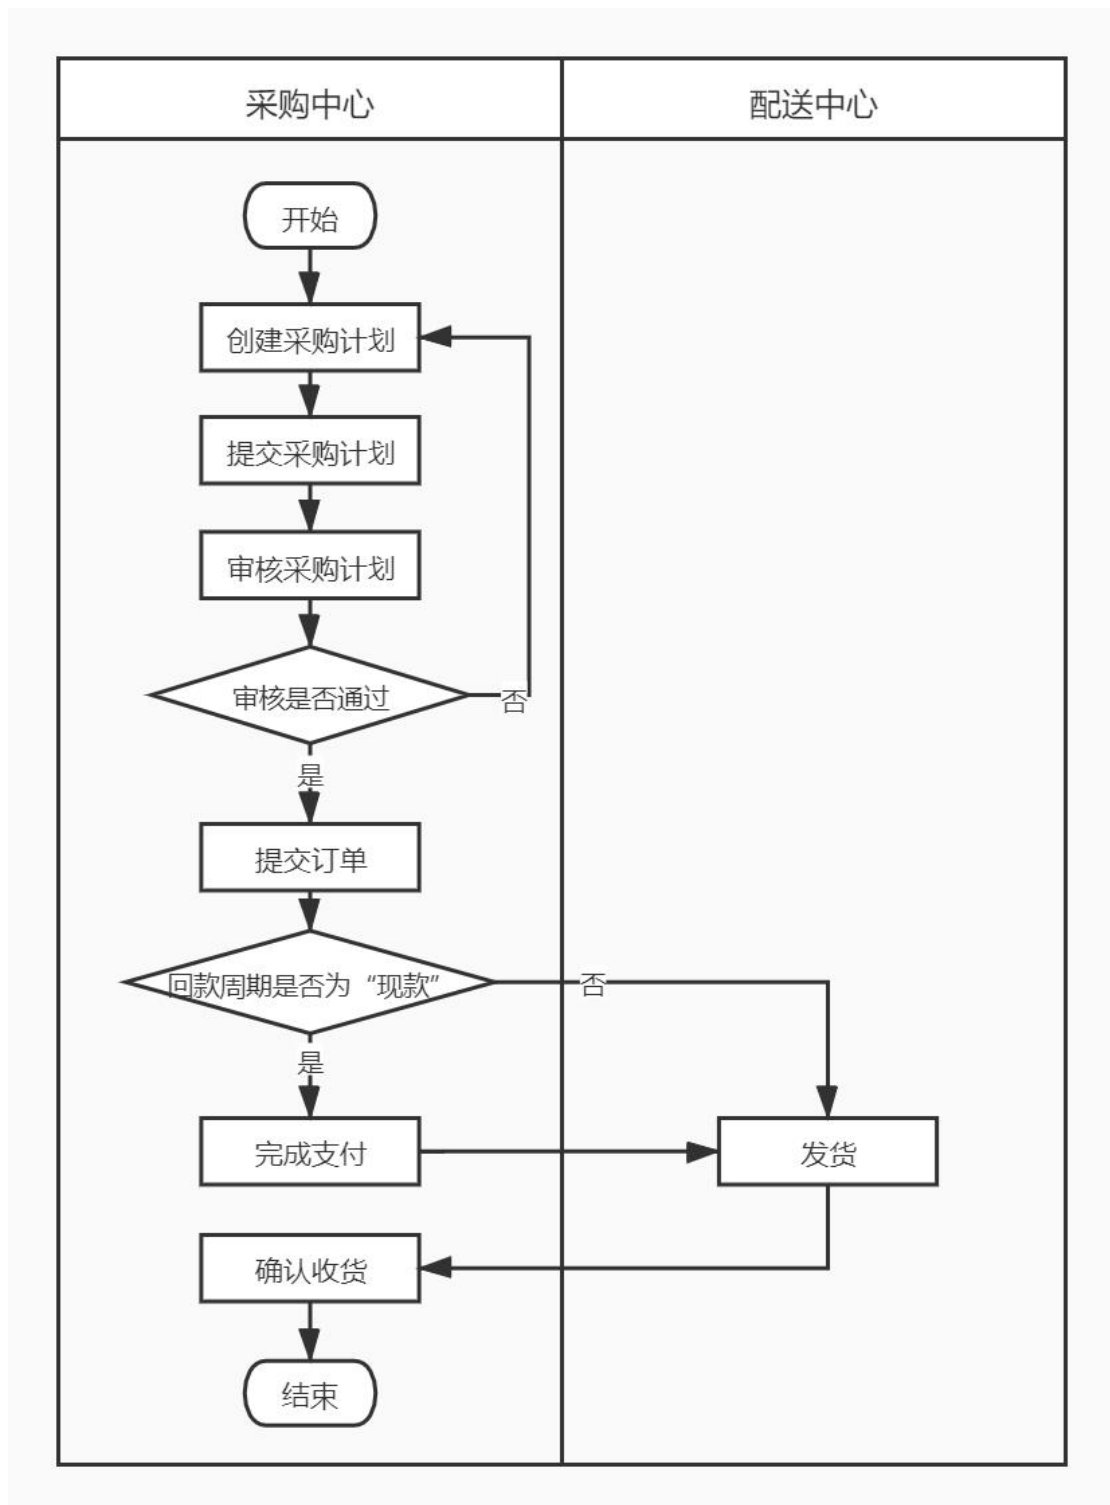 采购中心
配送中心
开始
创建采购计划
提交采购计划
审核采购计划
审核是否通过
否
是
提交订单
回款周期是否为“现款”
否
是
完成支付
发货
确认收货
结束